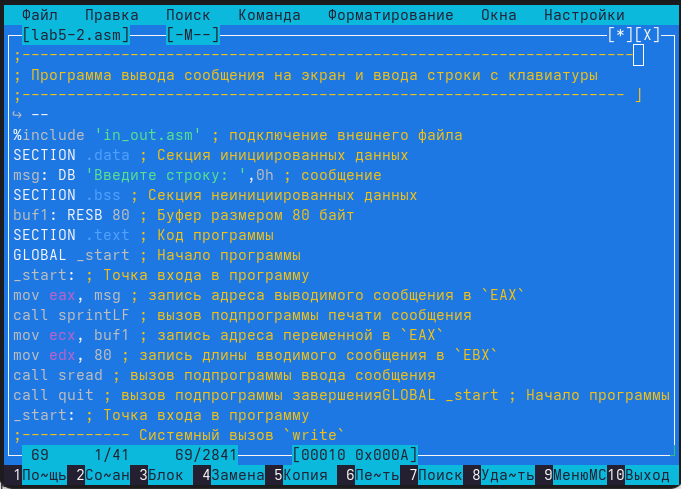 Файл Правка Поиск Команда Форматирование Окна Настройки
[lab5-2.asm] [-M--] [*][X]
;--------------------------------------------------------------------
; Программа вывода сообщения на экран и ввода строки с клавиатуры
;------------------------------------------------------------------- ⌋
↪ --
%include 'in_out.asm' ; подключение внешнего файла
SECTION .data ; Секция инициированных данных
msg: DB 'Введите строку: ',0h ; сообщение
SECTION .bss ; Секция неинициированных данных
buf1: RESB 80 ; Буфер размером 80 байт
SECTION .text ; Код программы
GLOBAL _start ; Начало программы
_start: ; Точка входа в программу
mov eax, msg ; запись адреса выводимого сообщения в `EAX`
call sprintLF ; вызов подпрограммы печати сообщения
mov ecx, buf1 ; запись адреса переменной в `EAX`
mov edx, 80 ; запись длины вводимого сообщения в `EBX`
call sread ; вызов подпрограммы ввода сообщения
call quit ; вызов подпрограммы завершенияGLOBAL _start ; Начало программы
_start: ; Точка входа в программу
;------------ Системный вызов `write`
69 1/41 69/2841 [00010 0x000A]
1По~щь 2Со~ан 3Блок 4Замена 5Копия 6Пе~ть 7Поиск 8Уда~ть 9МенюМС 10Выход